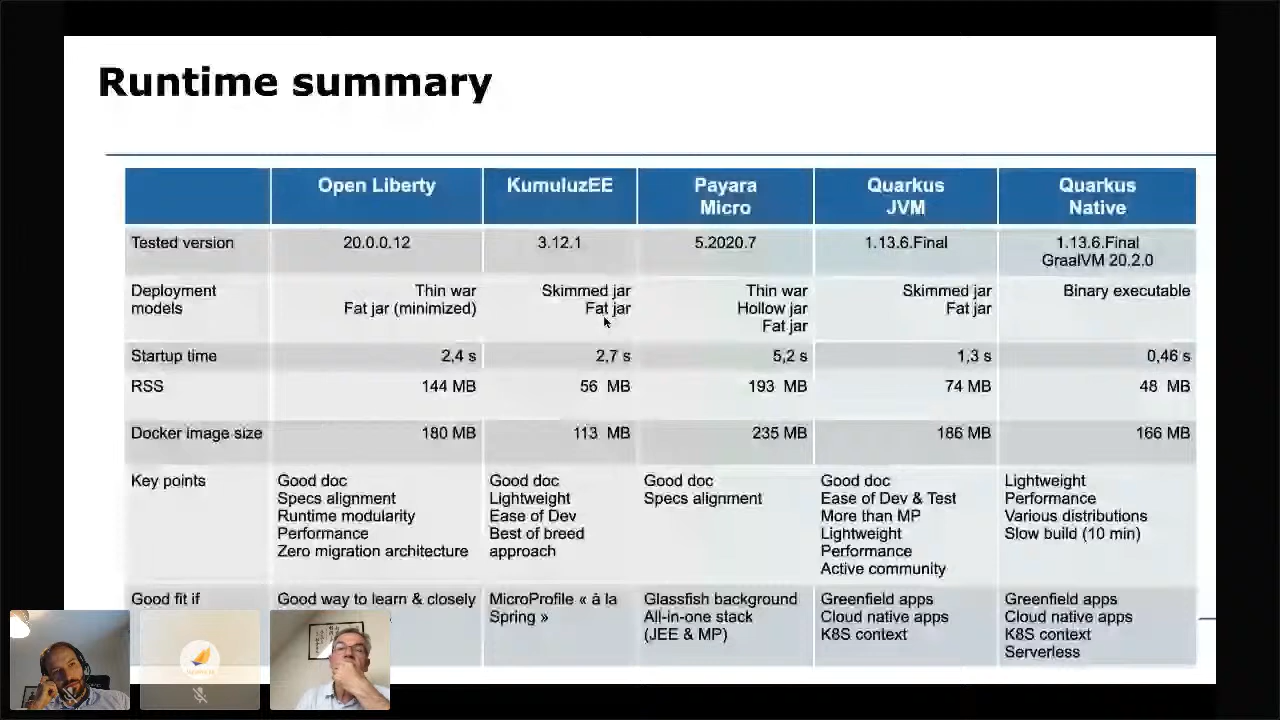 Runtime summary
Open Liberty
KumuluzEE
Payara
Micro
Quarkus
JVM
Quarkus
Native
Tested version
20.0.0.12
3.12.1
5.2020.7
1.13.6.Final
1.13.6.Final
GraalVM 20.2.0
Deployment
models
Thin war
Fat jar (minimized)
Skimmed jar
Fat jar
Thin war
Hollow jar
Fat jar
Skimmed jar
Fat jar
Binary executable
Startup time
2,4 s
2,7 s
5,2 s
1,3 s
0,46 s
RSS
144 MB
56 MB
193 MB
74 MB
48 MB
Docker image size
180 MB
113 MB
235 MB
186 MB
166 MB
Key points
Good doc
Specs alignment
Runtime modularity
Performance
Zero migration architecture
Good doc
Lightweight
Ease of Dev
Best of breed
approach
Good doc
Specs alignment
Good doc
Ease of Dev & Test
More than MP
Lightweight
Performance
Active community
Lightweight
Performance
Various distributions
Slow build (10 min)
Good fit if
Good way to learn & closely
MicroProfile « à la
Spring »
Glassfish background
All-in-one stack
(JEE & MP)
Greenfield apps
Cloud native apps
K8S context
Greenfield apps
Cloud native apps
K8S context
Serverless